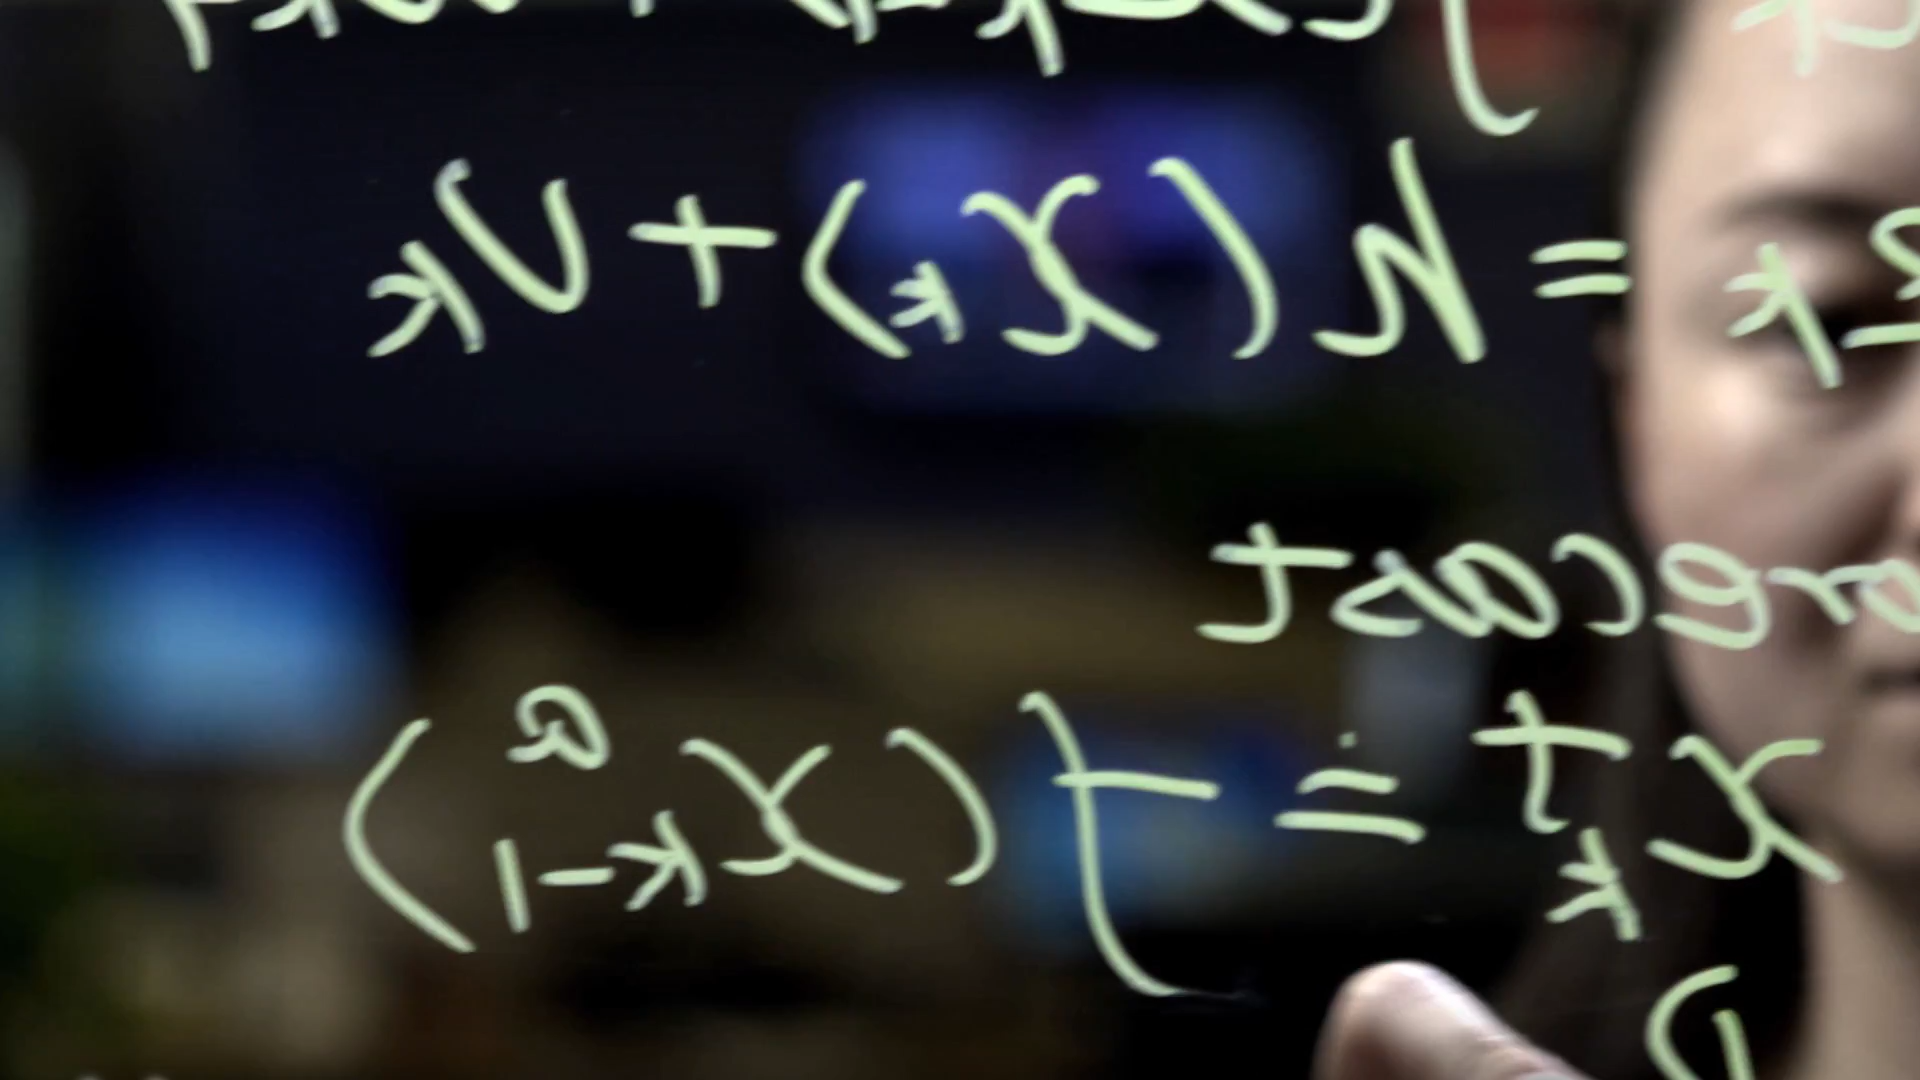 z_k = h(x_k) + v_k
orecast
x_k^f = f(x_{k-1}^a)